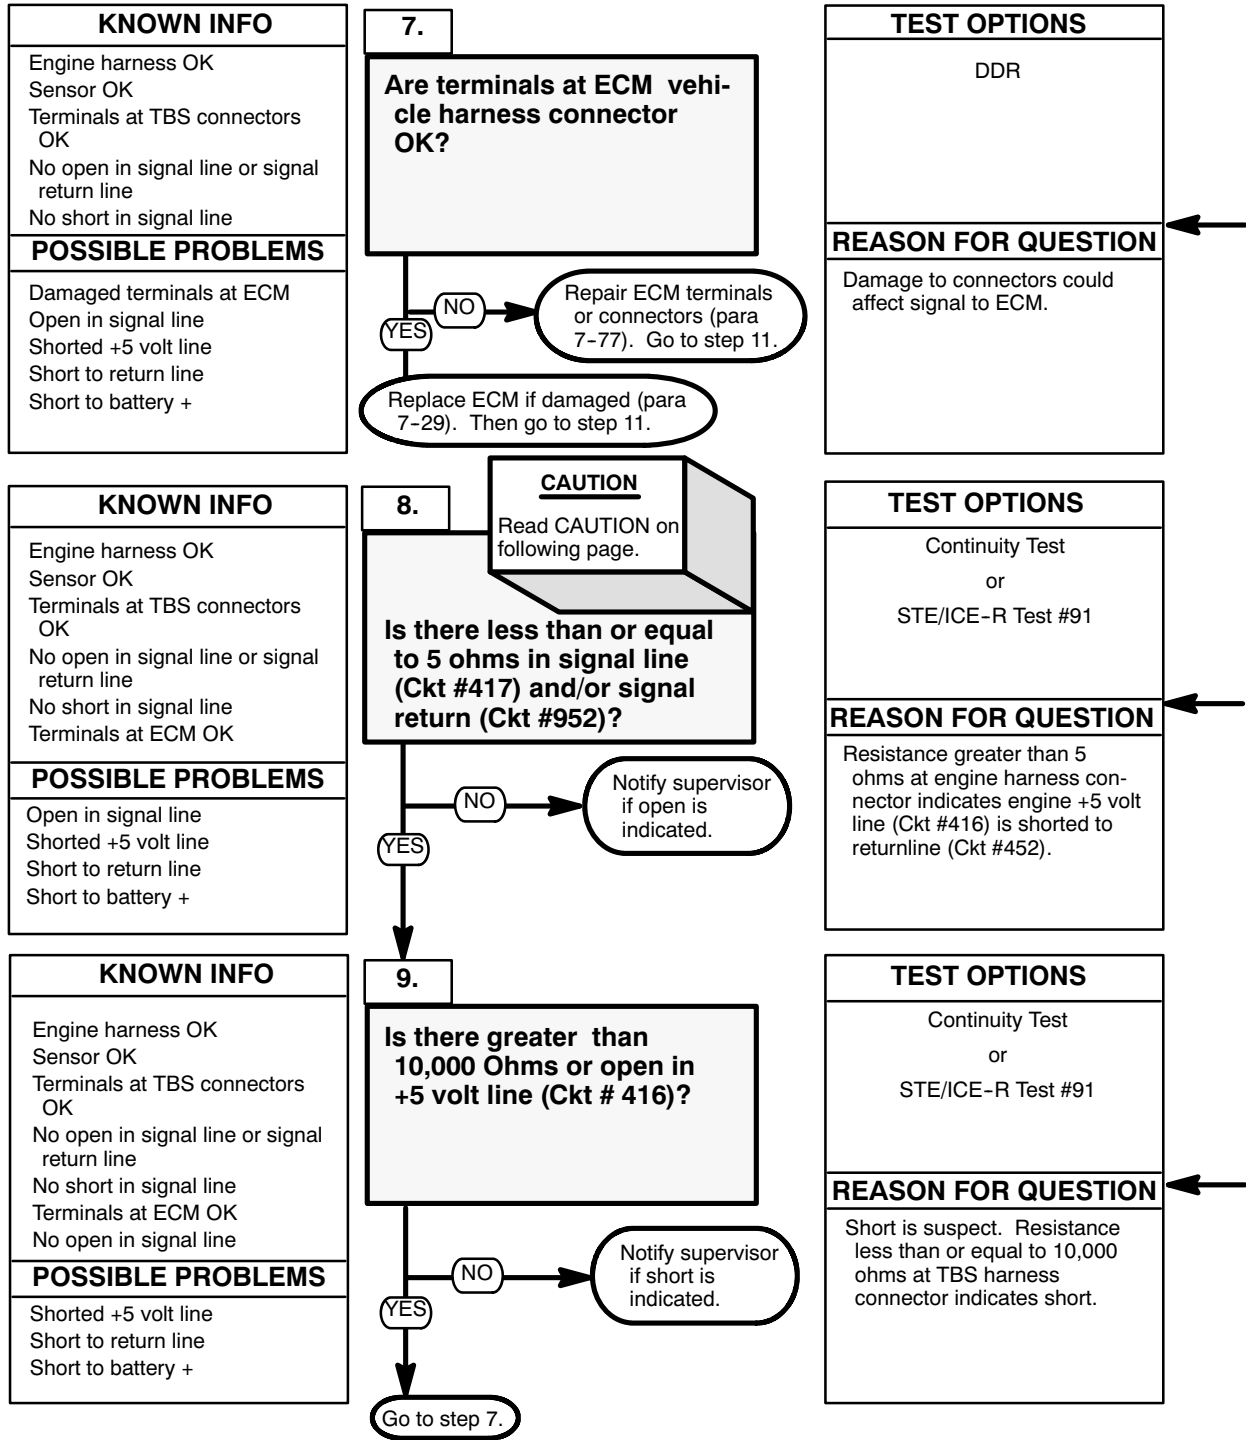 KNOWN INFO
Engine harness OK
Sensor OK
Terminals at TBS connectors
OK
No open in signal line or signal
return line
No short in signal line
POSSIBLE PROBLEMS
Damaged terminals at ECM
Open in signal line
Shorted +5 volt line
Short to return line
Short to battery +
7.
Are terminals at ECM vehi-
cle harness connector
OK?
NO
YES
Repair ECM terminals
or connectors (para
7-77). Go to step 11.
Replace ECM if damaged (para
7-29). Then go to step 11.
TEST OPTIONS
DDR
REASON FOR QUESTION
Damage to connectors could
affect signal to ECM.
KNOWN INFO
Engine harness OK
Sensor OK
Terminals at TBS connectors
OK
No open in signal line or signal
return line
No short in signal line
Terminals at ECM OK
POSSIBLE PROBLEMS
Open in signal line
Shorted +5 volt line
Short to return line
Short to battery +
8.
CAUTION
Read CAUTION on
following page.
Is there less than or equal
to 5 ohms in signal line
(Ckt #417) and/or signal
return (Ckt #952)?
NO
YES
Notify supervisor
if open is
indicated.
TEST OPTIONS
Continuity Test
or
STE/ICE-R Test #91
REASON FOR QUESTION
Resistance greater than 5
ohms at engine harness con-
nector indicates engine +5 volt
line (Ckt #416) is shorted to
returnline (Ckt #452).
KNOWN INFO
Engine harness OK
Sensor OK
Terminals at TBS connectors
OK
No open in signal line or signal
return line
No short in signal line
Terminals at ECM OK
No open in signal line
POSSIBLE PROBLEMS
Shorted +5 volt line
Short to return line
Short to battery +
9.
Is there greater than
10,000 Ohms or open in
+5 volt line (Ckt # 416)?
NO
YES
Notify supervisor
if short is
indicated.
Go to step 7.
TEST OPTIONS
Continuity Test
or
STE/ICE-R Test #91
REASON FOR QUESTION
Short is suspect. Resistance
less than or equal to 10,000
ohms at TBS harness
connector indicates short.